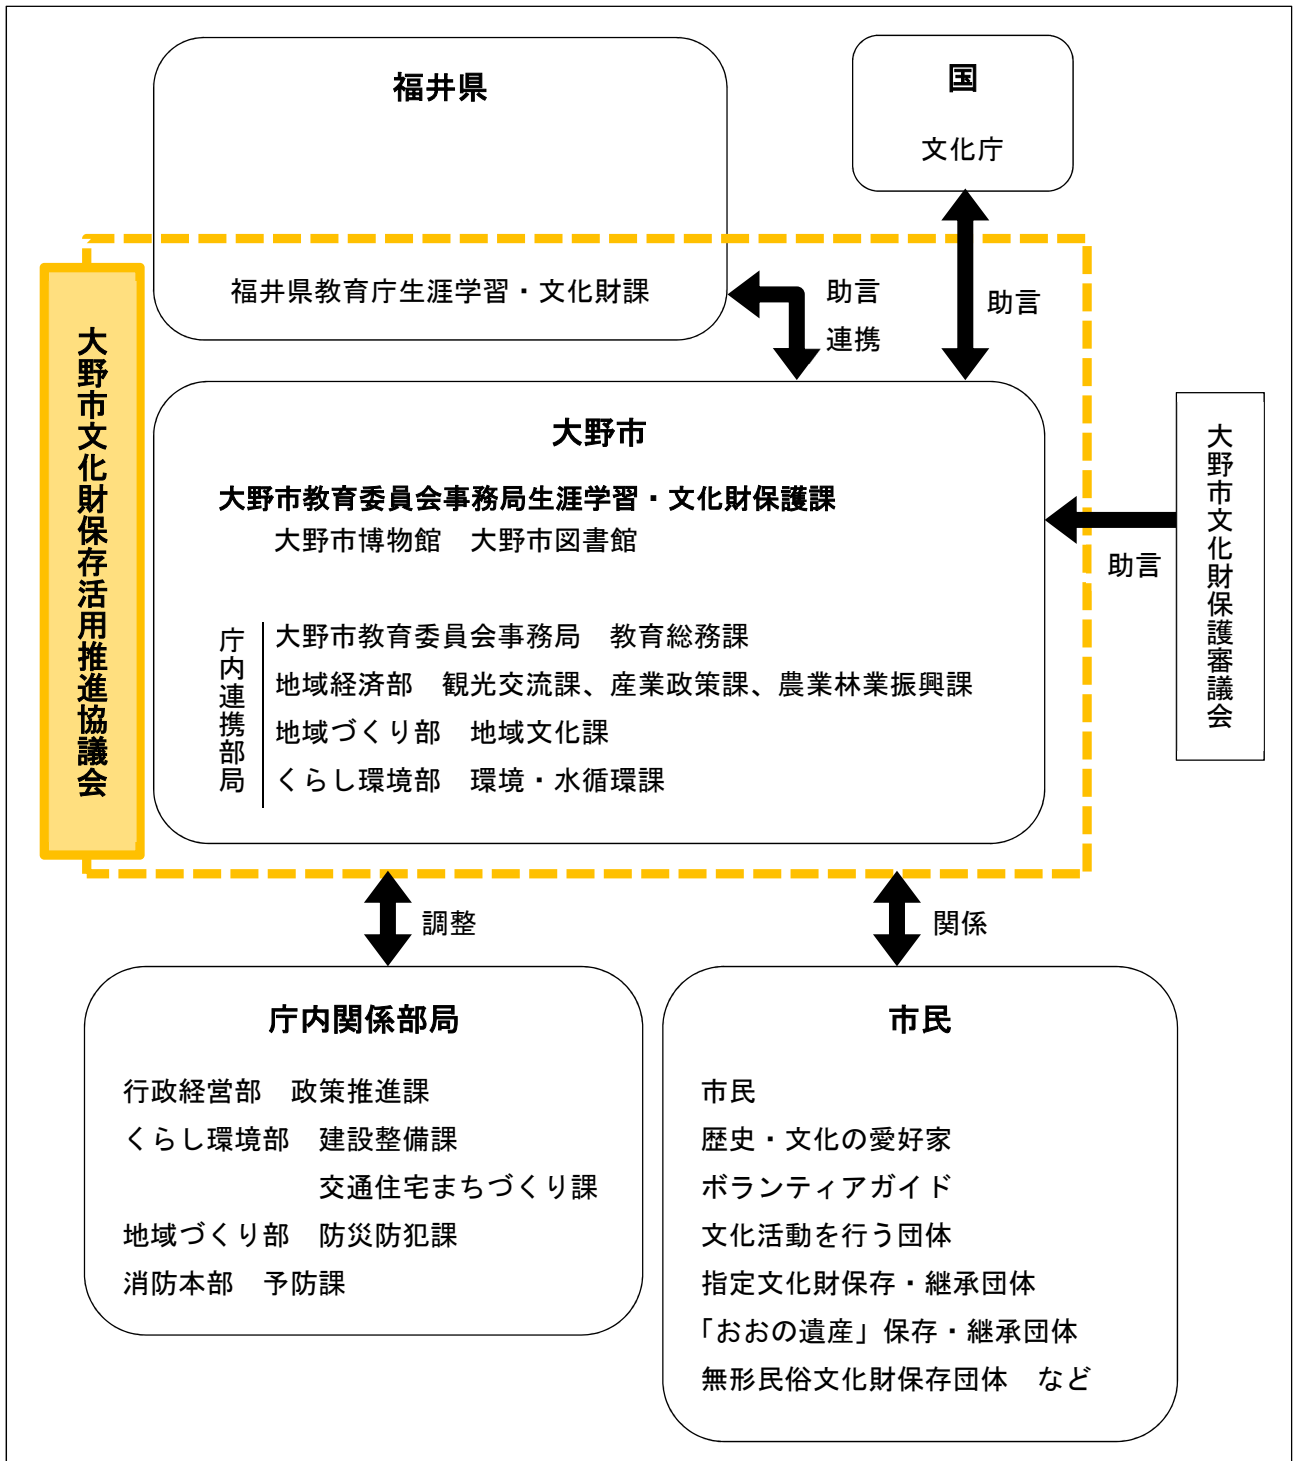 福井県
国
文化庁
福井県教育庁生涯学習・文化財課
助言
連携
助言
大野市文化財保存活用推進協議会
大野市
大野市教育委員会事務局生涯学習・文化財保護課
大野市博物館　大野市図書館
庁内連携部局
大野市教育委員会事務局　教育総務課
地域経済部　観光交流課、産業政策課、農業林業振興課
地域づくり部　地域文化課
くらし環境部　環境・水循環課
助言
大野市文化財保護審議会
調整
関係
庁内関係部局
行政経営部　政策推進課
くらし環境部　建設整備課
交通住宅まちづくり課
地域づくり部　防災防犯課
消防本部　予防課
市民
市民
歴史・文化の愛好家
ボランティアガイド
文化活動を行う団体
指定文化財保存・継承団体
「おおの遺産」保存・継承団体
無形民俗文化財保存団体　など